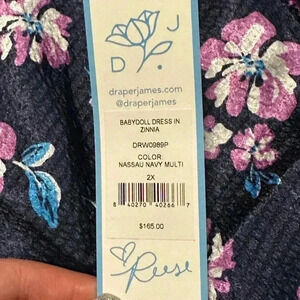 D J
draperjames.com
@draperjames
BABYDOLL DRESS IN
ZINNIA
DRW0989P
COLOR:
NASSAU NAVY MULTI
2X
8 40270 40266 7
$165.00
Reese